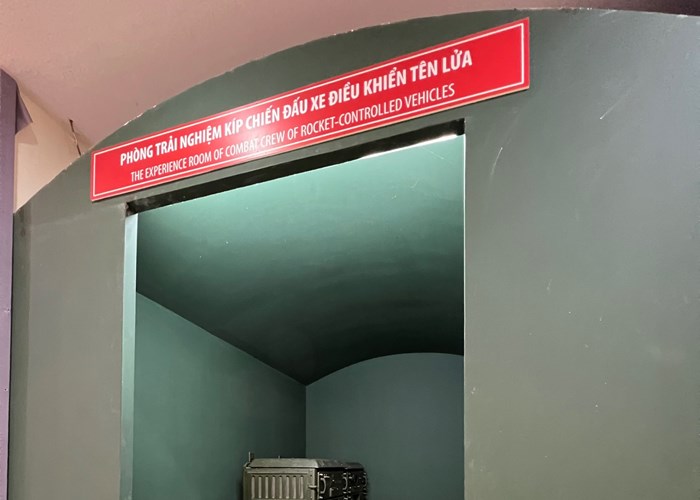 PHÒNG TRẢI NGHIỆM KÍP CHIẾN ĐẤU XE ĐIỀU KHIỂN TÊN LỬA
THE EXPERIENCE ROOM OF COMBAT CREW OF ROCKET-CONTROLLED VEHICLES